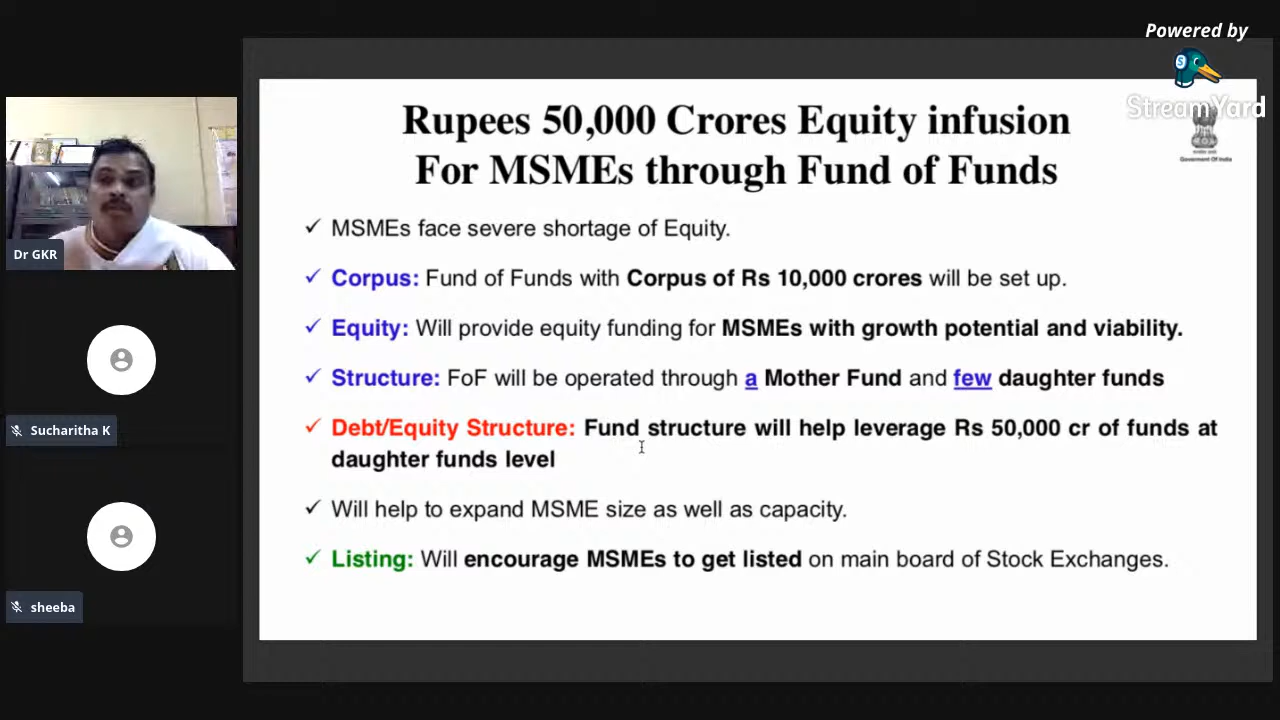 Powered by
StreamYard
Rupees 50,000 Crores Equity infusion
For MSMEs through Fund of Funds
Government Of India
✓ MSMEs face severe shortage of Equity.
✓ Corpus: Fund of Funds with Corpus of Rs 10,000 crores will be set up.
✓ Equity: Will provide equity funding for MSMEs with growth potential and viability.
✓ Structure: FoF will be operated through a Mother Fund and few daughter funds
✓ Debt/Equity Structure: Fund structure will help leverage Rs 50,000 cr of funds at
daughter funds level
✓ Will help to expand MSME size as well as capacity.
✓ Listing: Will encourage MSMEs to get listed on main board of Stock Exchanges.
Dr GKR
Sucharitha K
sheeba